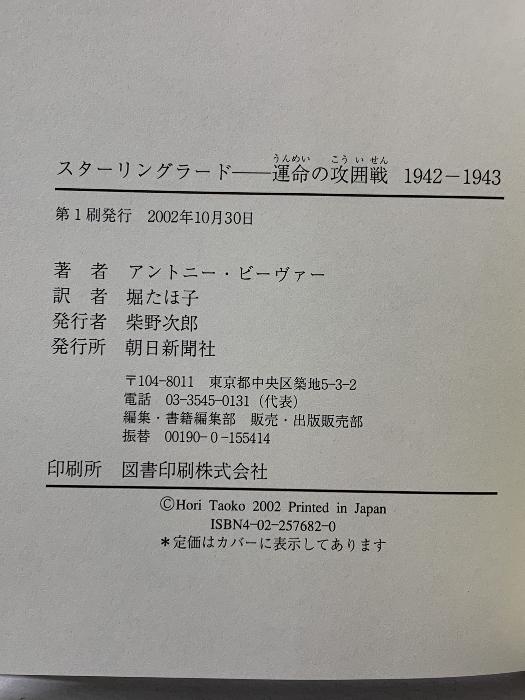 スターリングラード——運命の攻囲戦 1942－1943
うんめい こういせん
第1刷発行 2002年10月30日
著者 アントニー・ビーヴァー
訳者 堀たほ子
発行者 柴野次郎
発行所 朝日新聞社
〒104-8011 東京都中央区築地5-3-2
電話 03-3545-0131（代表）
編集・書籍編集部 販売・出版販売部
振替 00190-0-155414
印刷所 図書印刷株式会社
©Hori Taoko 2002 Printed in Japan
ISBN4-02-257682-0
＊定価はカバーに表示してあります